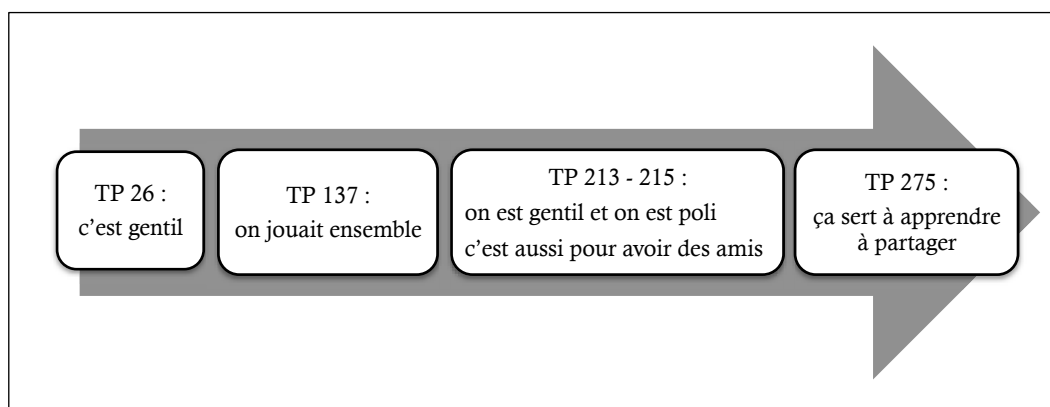 TP 26 :
c’est gentil
TP 137 :
on jouait ensemble
TP 213 - 215 :
on est gentil et on est poli
c’est aussi pour avoir des amis
TP 275 :
ça sert à apprendre
à partager